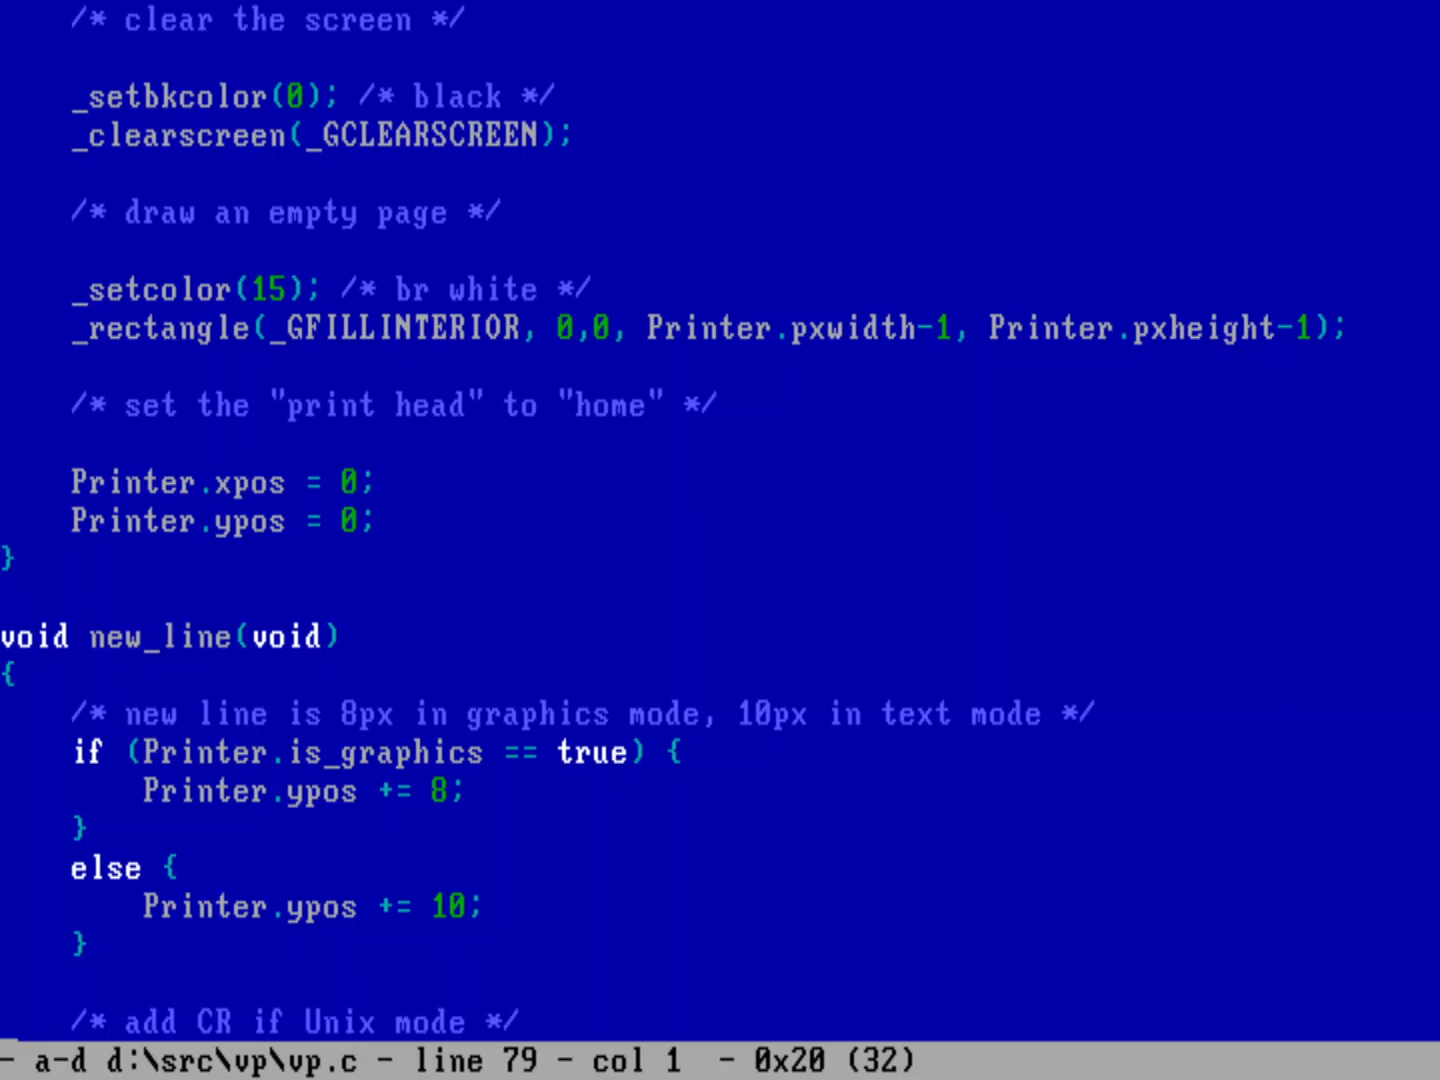 /* clear the screen */
_setbkcolor(0); /* black */
_clearscreen(_GCLEARSCREEN);
/* draw an empty page */
_setcolor(15); /* br white */
_rectangle(_GFILLINTERIOR, 0,0, Printer.pxwidth-1, Printer.pxheight-1);
/* set the "print head" to "home" */
Printer.xpos = 0;
Printer.ypos = 0;
}
void new_line(void)
{
/* new line is 8px in graphics mode, 10px in text mode */
if (Printer.is_graphics == true) {
Printer.ypos += 8;
}
else {
Printer.ypos += 10;
}
/* add CR if Unix mode */
- a-d d:\src\vp\vp.c - line 79 - col 1  - 0x20 (32)